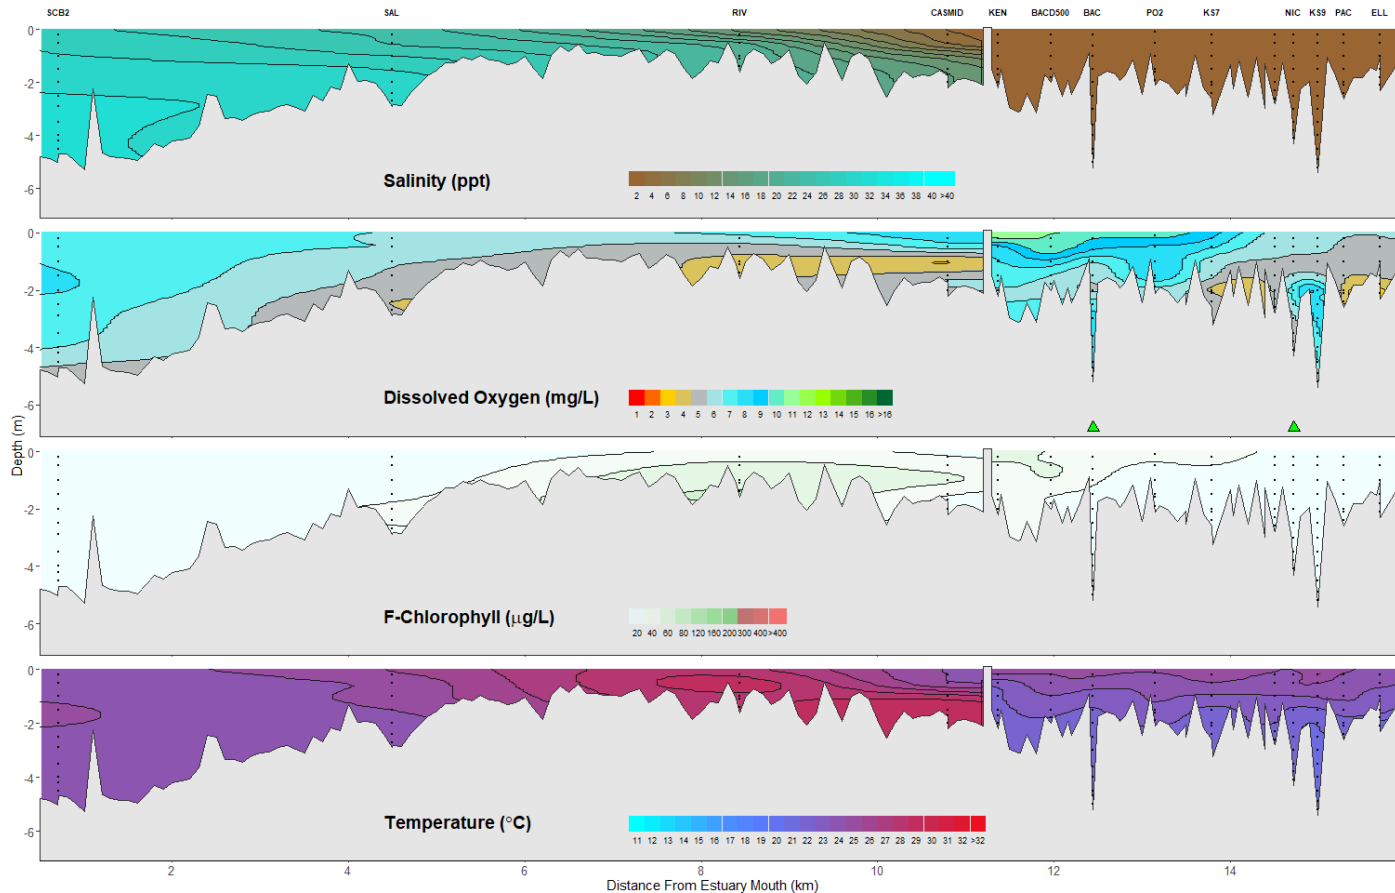 SCB2 SAL RIV CASMID KEN BACD500 BAC PO2 KS7 NIC KS9 PAC ELL
0
-2
-4
-6
Salinity (ppt)
2 4 6 8 10 12 14 16 18 20 22 24 26 28 30 32 34 36 38 40 >40
0
-2
-4
-6
Dissolved Oxygen (mg/L)
1 2 3 4 5 6 7 8 9 10 11 12 13 14 15 16 >16
Depth (m)
0
-2
-4
-6
F-Chlorophyll (µg/L)
20 40 60 80 120 160 200 300 400 >400
0
-2
-4
-6
Temperature (°C)
11 12 13 14 15 16 17 18 19 20 21 22 23 24 25 26 27 28 29 30 31 32 >32
2 4 6 8 10 12 14
Distance From Estuary Mouth (km)